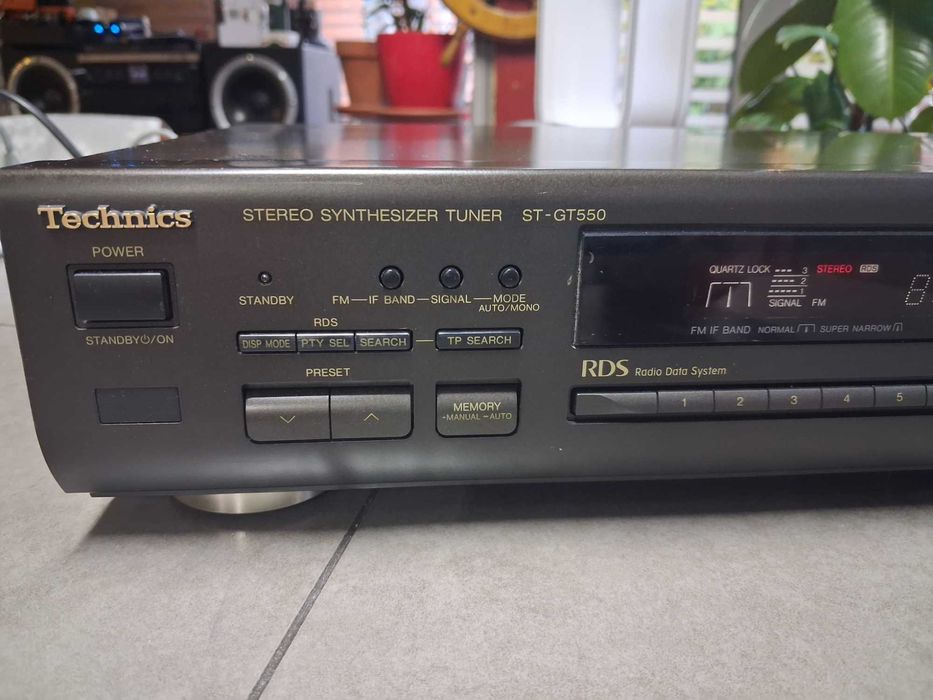 Technics
STEREO SYNTHESIZER TUNER ST-GT550
POWER
STANDBY⏻/ON
STANDBY
FM — IF BAND — SIGNAL — MODE
AUTO/MONO
RDS
DISP MODE PTY SEL SEARCH — TP SEARCH
PRESET
MEMORY
-MANUAL -AUTO
QUARTZ LOCK 3 STEREO RDS
2
1
SIGNAL FM
8
FM IF BAND NORMAL SUPER NARROW
RDS Radio Data System
1 2 3 4 5